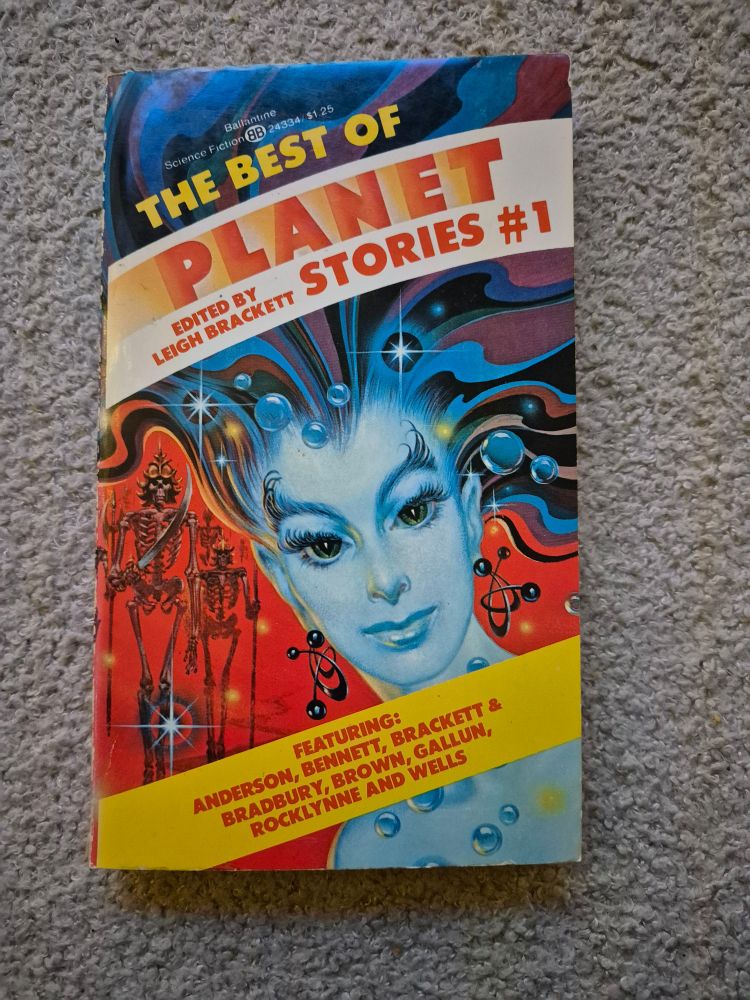 Ballantine
Science Fiction BB 24334/$1.25
THE BEST OF
PLANET
STORIES #1
EDITED BY
LEIGH BRACKETT
FEATURING:
ANDERSON, BENNETT, BRACKETT &
BRADBURY, BROWN, GALLUN,
ROCKLYNNE AND WELLS